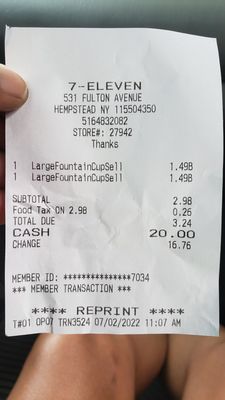 7-ELEVEN
531 FULTON AVENUE
HEMPSTEAD NY 115504350
5164832082
STORE#: 27942
Thanks
1 LargeFountainCupSell 1.49B
1 LargeFountainCupSell 1.49B
SUBTOTAL 2.98
Food Tax ON 2.98 0.26
TOTAL DUE 3.24
CASH 20.00
CHANGE 16.76
MEMBER ID: ***************7034
*** MEMBER TRANSACTION ***
**** REPRINT ****
T#01 OP07 TRN3524 07/02/2022 11:07 AM